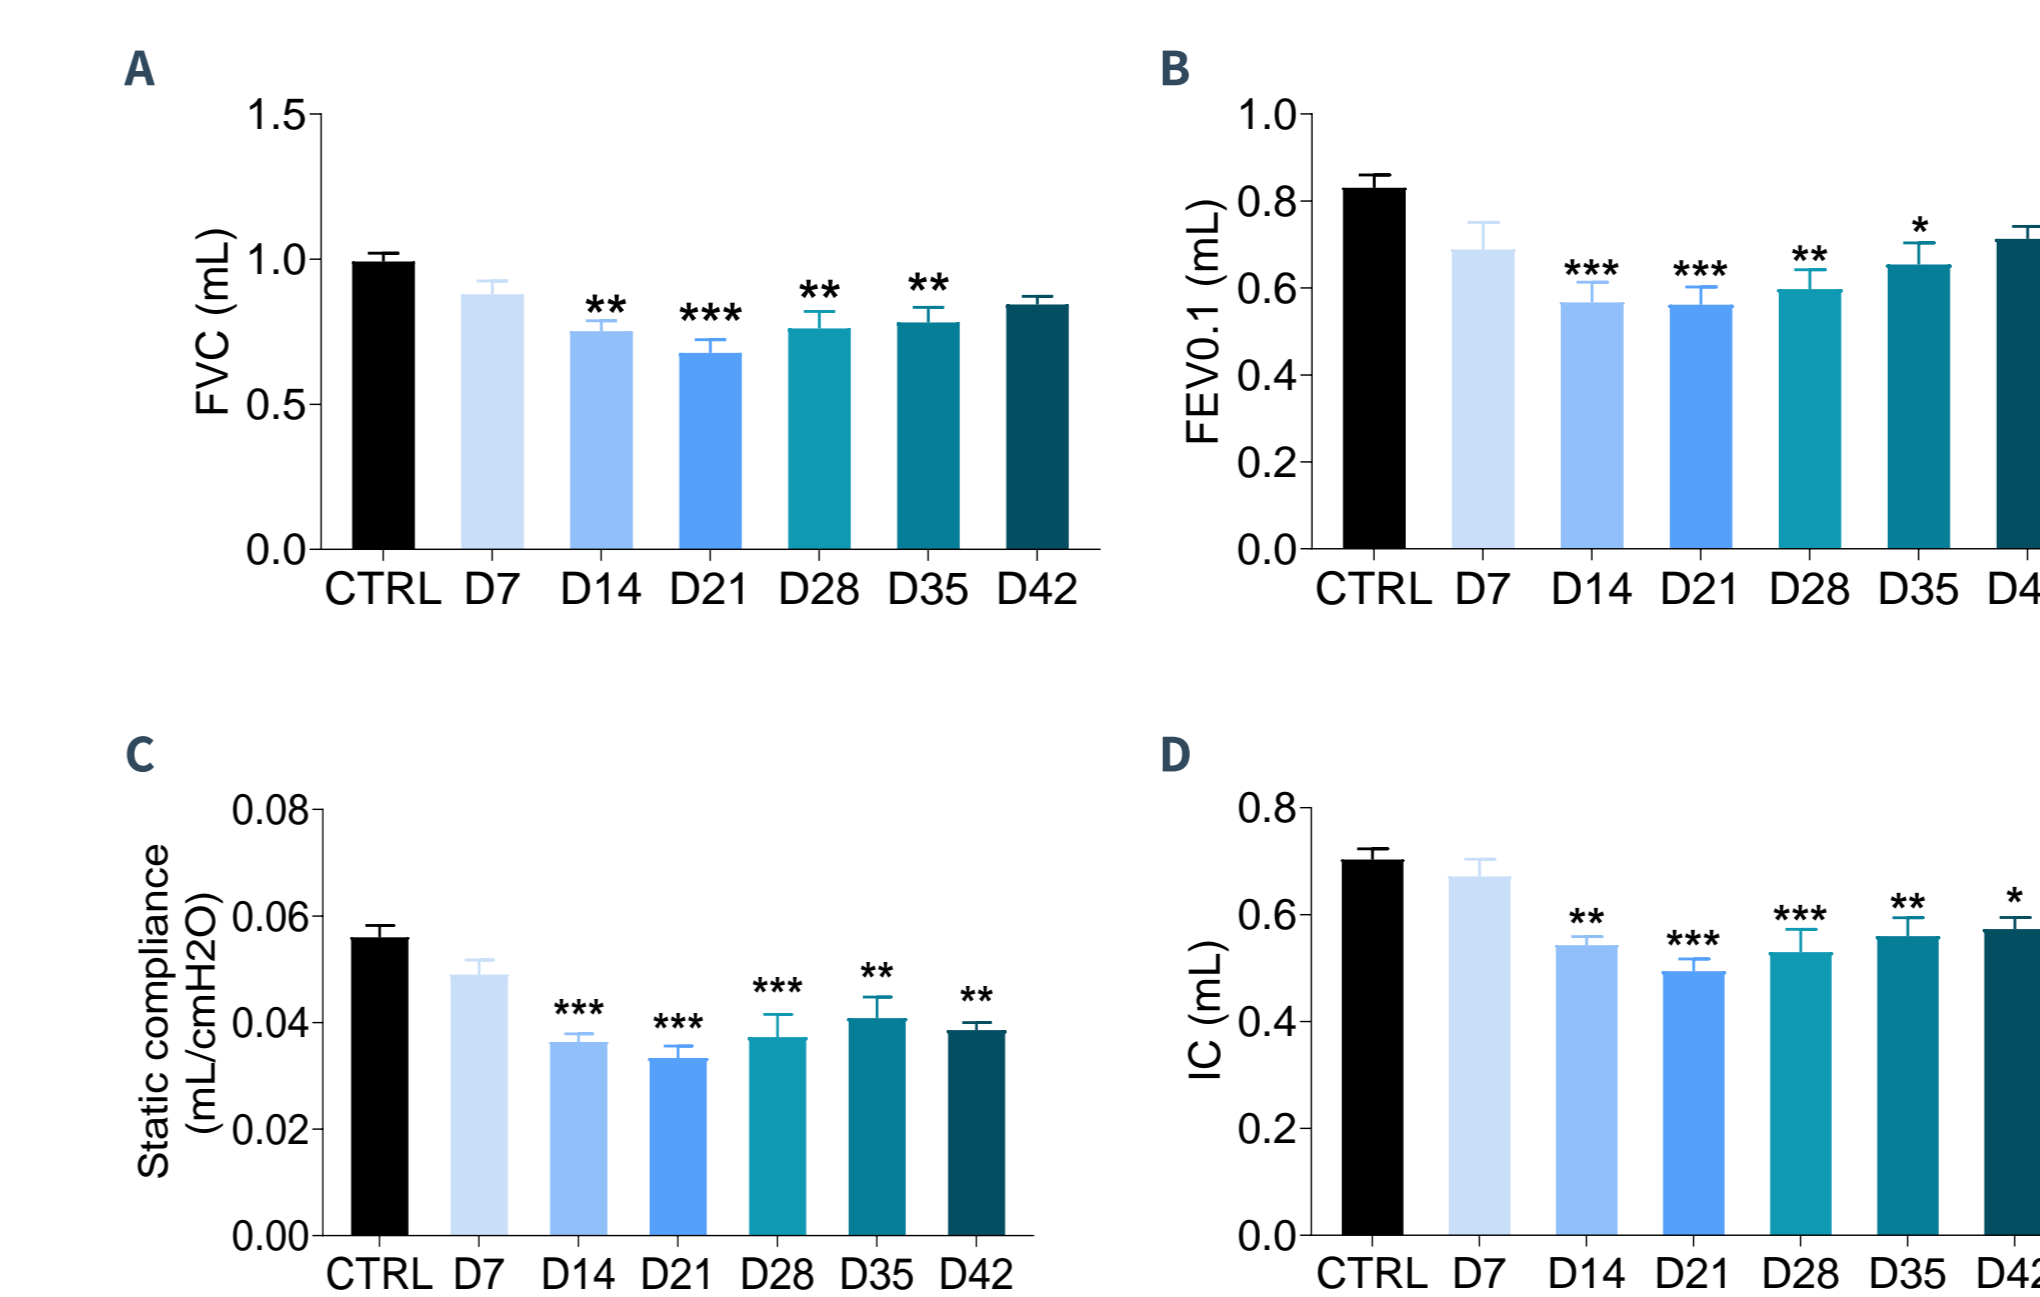 A
1.5
1.0
0.5
0.0
FVC (mL)
** *** ** **
CTRL D7 D14 D21 D28 D35 D42
B
1.0
0.8
0.6
0.4
0.2
0.0
FEV0.1 (mL)
*** *** ** *
CTRL D7 D14 D21 D28 D35 D4
C
0.08
0.06
0.04
0.02
0.00
Static compliance
(mL/cmH2O)
*** *** *** ** **
CTRL D7 D14 D21 D28 D35 D42
D
0.8
0.6
0.4
0.2
0.0
IC (mL)
** *** *** ** *
CTRL D7 D14 D21 D28 D35 D42